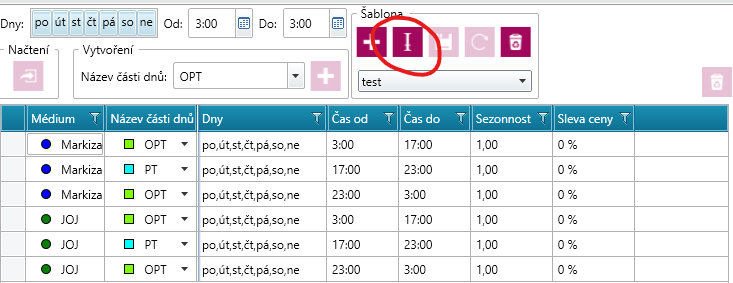 Dny: po út st čt pá so ne Od: 3:00 Do: 3:00
Šablona
Načtení
Vytvoření
Název části dnů: OPT
test
Médium Název části dnů Dny Čas od Čas do Sezonnost Sleva ceny
Markiza OPT po,út,st,čt,pá,so,ne 3:00 17:00 1,00 0 %
Markiza PT po,út,st,čt,pá,so,ne 17:00 23:00 1,00 0 %
Markiza OPT po,út,st,čt,pá,so,ne 23:00 3:00 1,00 0 %
JOJ OPT po,út,st,čt,pá,so,ne 3:00 17:00 1,00 0 %
JOJ PT po,út,st,čt,pá,so,ne 17:00 23:00 1,00 0 %
JOJ OPT po,út,st,čt,pá,so,ne 23:00 3:00 1,00 0 %